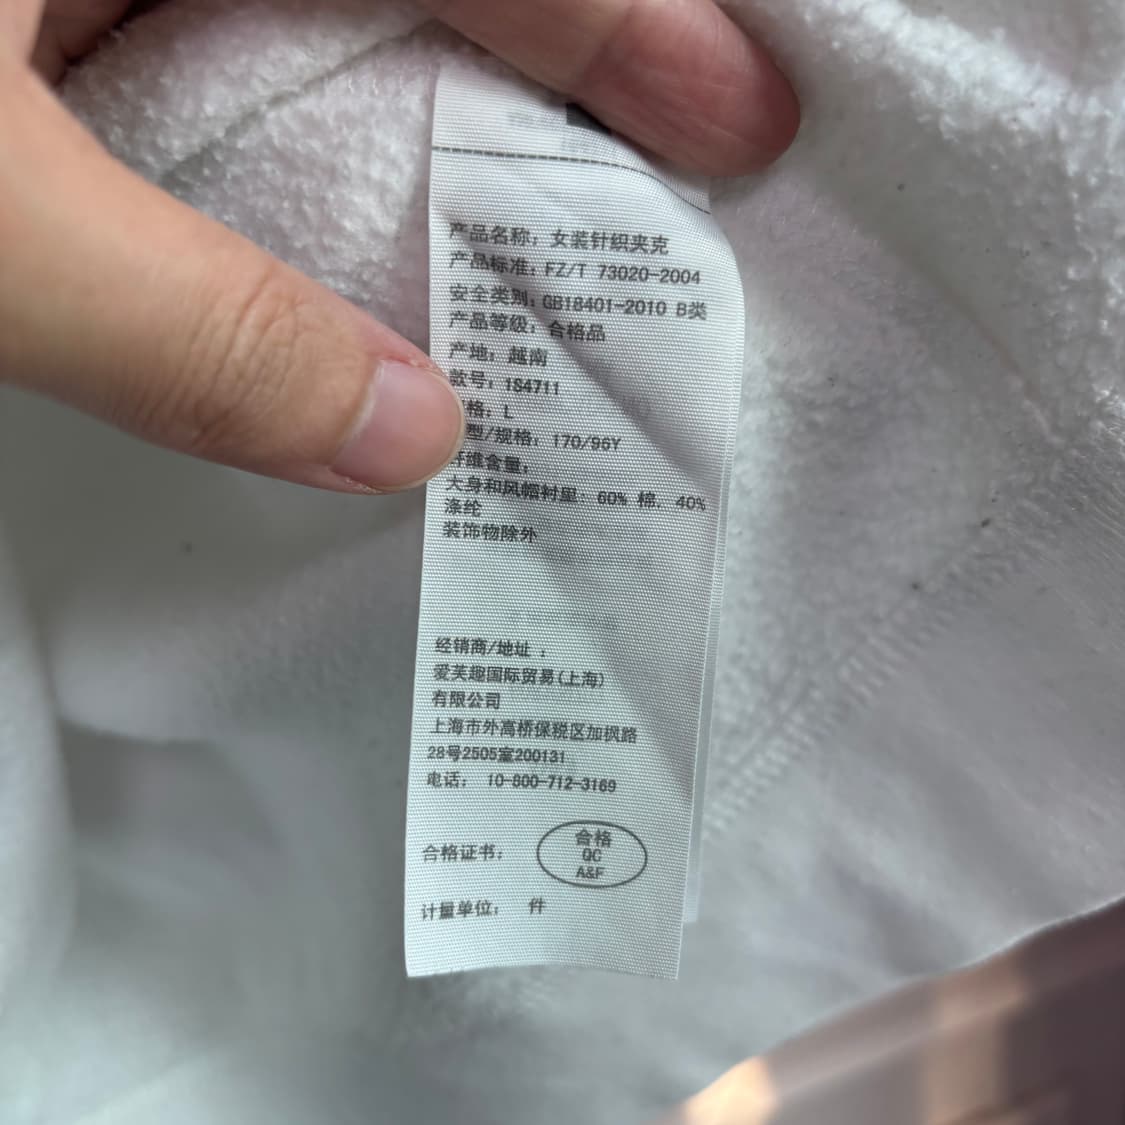 产品名称：女装针织夹克
产品标准：FZ/T 73020-2004
安全类别：GB18401-2010 B类
产品等级：合格品
产地：越南
款号：1S4711
格：L
型/规格：170/96Y
纤维含量：
大身和风帽衬里：60% 棉，40%
涤纶
装饰物除外
经销商/地址：
爱芙趣国际贸易(上海)
有限公司
上海市外高桥保税区加枫路
28号2505室200131
电话： 10-800-712-3169
合格证书：
合格
QC
A&F
计量单位： 件